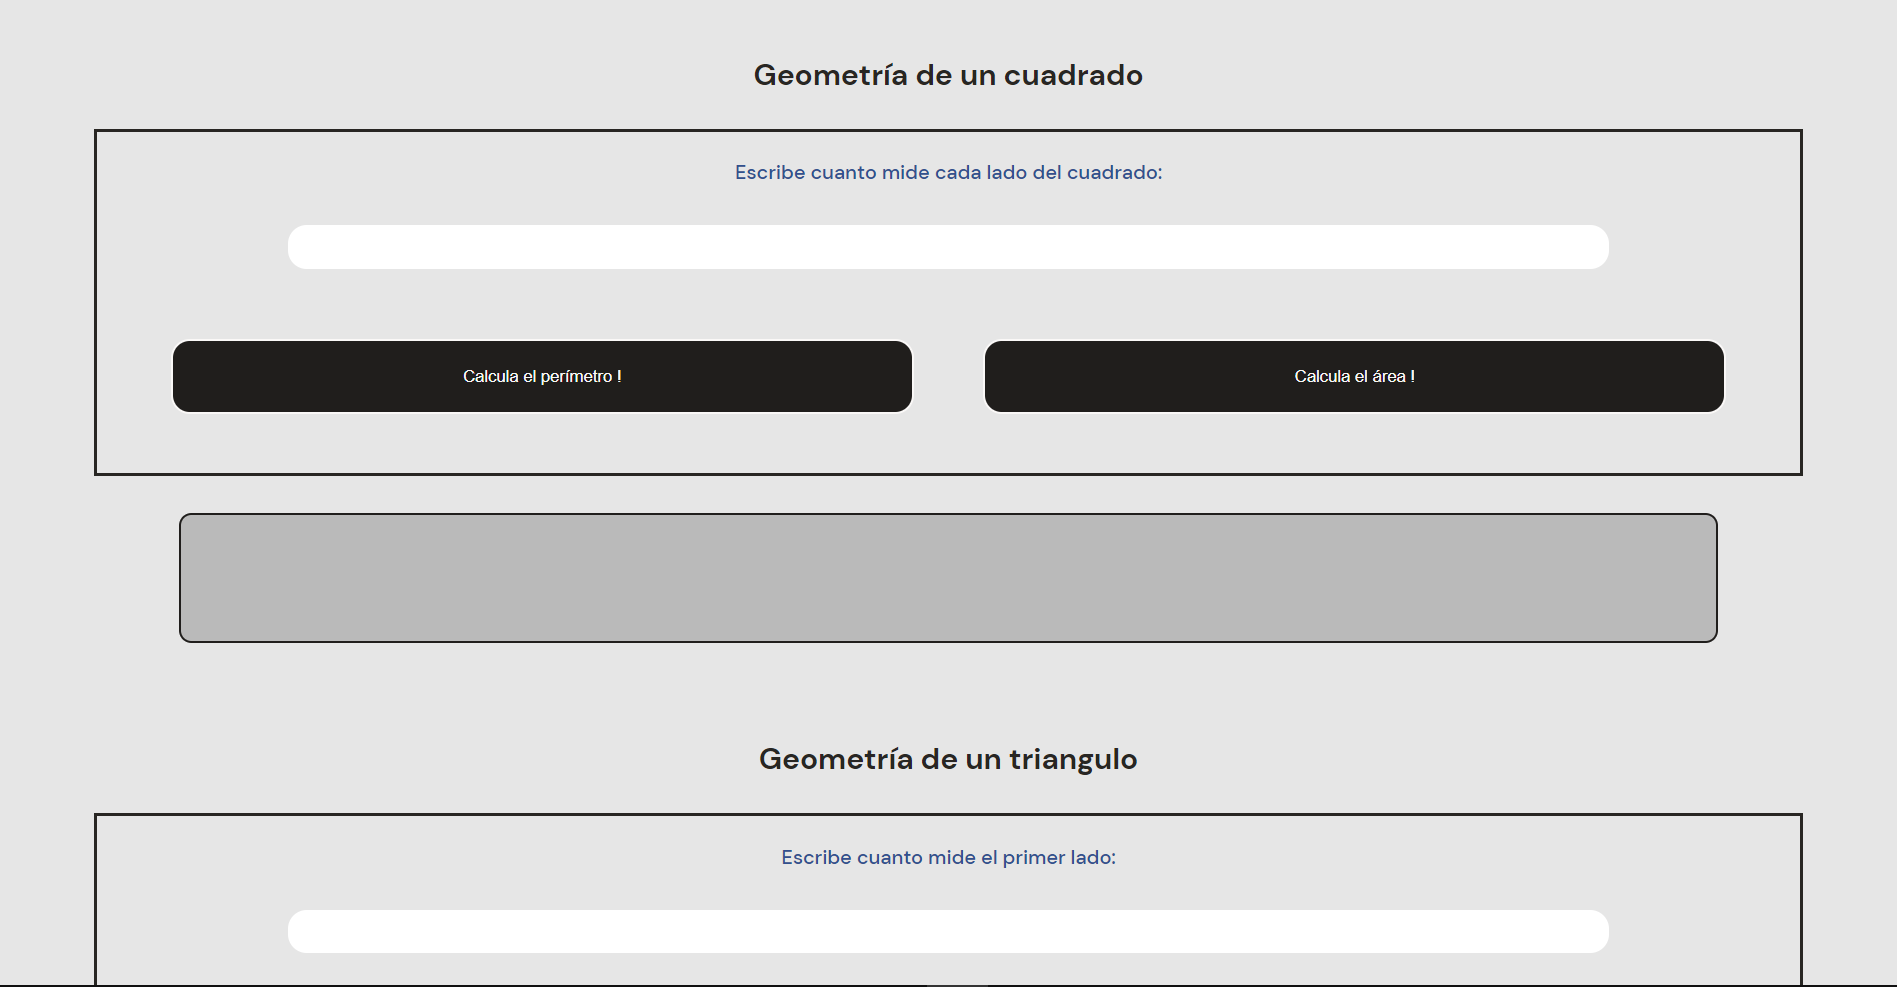 Geometría de un cuadrado
Escribe cuanto mide cada lado del cuadrado:
Calcula el perímetro !
Calcula el área !
Geometría de un triangulo
Escribe cuanto mide el primer lado: